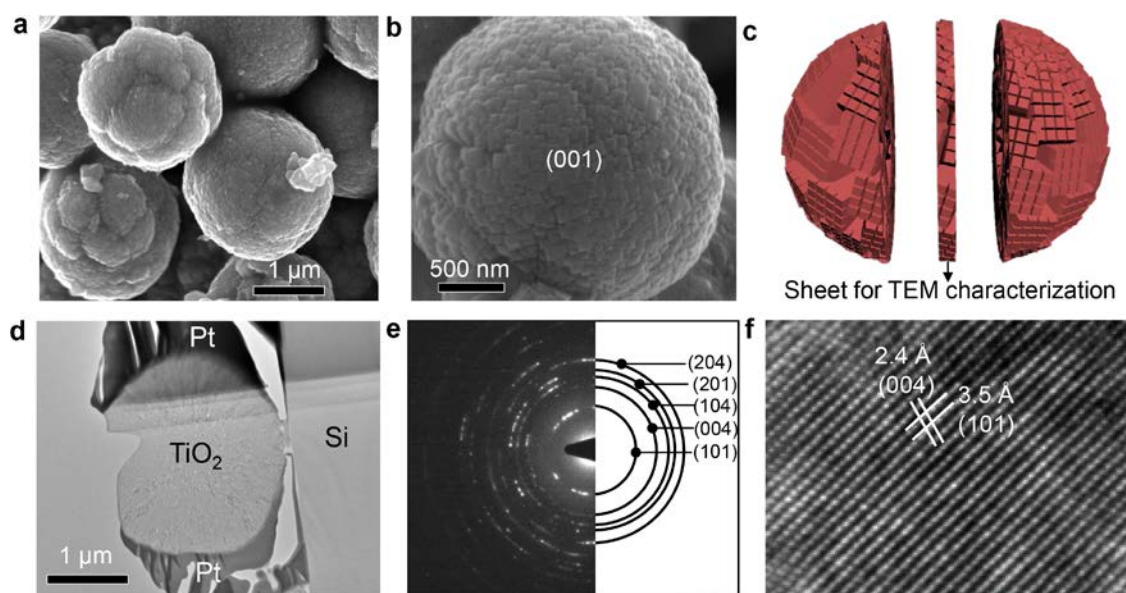 a
1 μm
b
(001)
500 nm
c
Sheet for TEM characterization
d
Pt
TiO₂
Si
Pt
1 μm
e
(204)
(201)
(104)
(004)
(101)
f
2.4 Å
(004)
3.5 Å
(101)